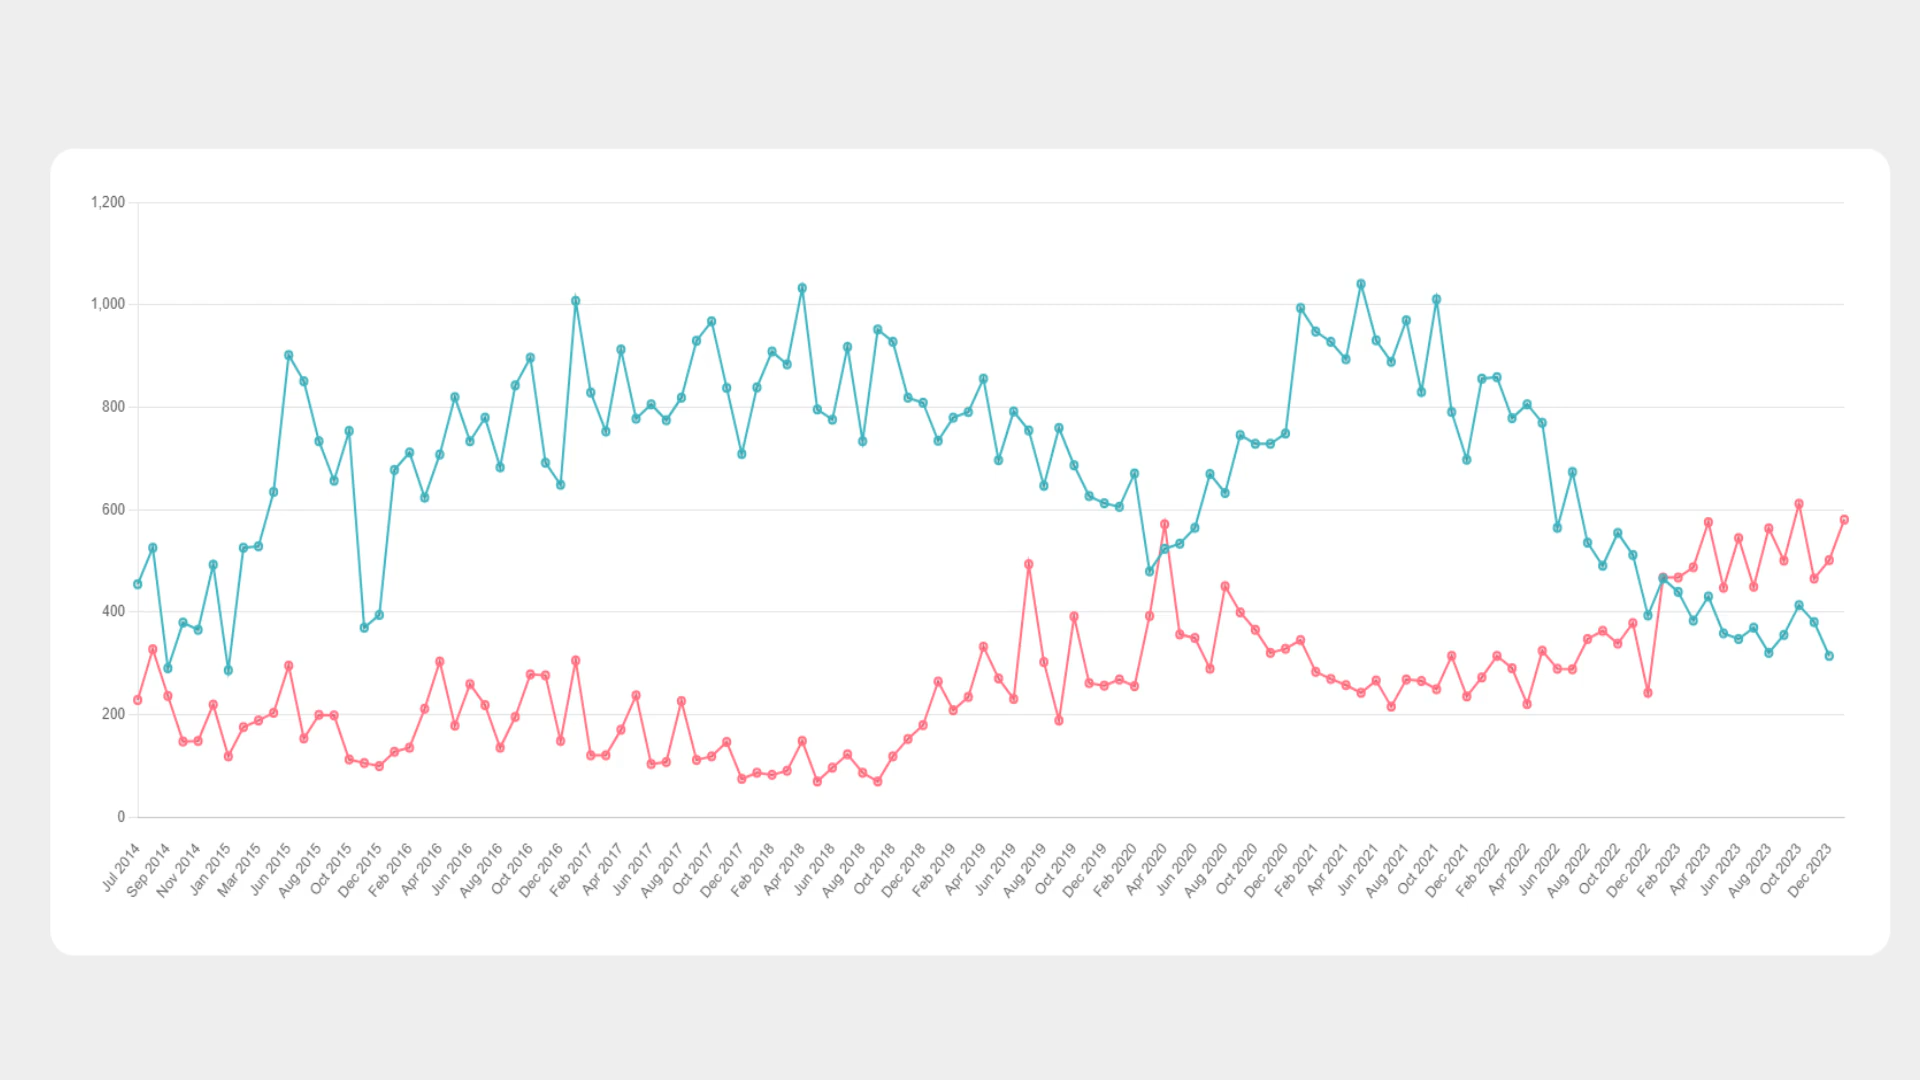 1,200
1,000
800
600
400
200
0
Jul 2014
Sep 2014
Nov 2014
Jan 2015
Mar 2015
Jun 2015
Aug 2015
Oct 2015
Dec 2015
Feb 2016
Apr 2016
Jun 2016
Aug 2016
Oct 2016
Dec 2016
Feb 2017
Apr 2017
Jun 2017
Aug 2017
Oct 2017
Dec 2017
Feb 2018
Apr 2018
Jun 2018
Aug 2018
Oct 2018
Dec 2018
Feb 2019
Apr 2019
Jun 2019
Aug 2019
Oct 2019
Dec 2019
Feb 2020
Apr 2020
Jun 2020
Aug 2020
Oct 2020
Dec 2020
Feb 2021
Apr 2021
Jun 2021
Aug 2021
Oct 2021
Dec 2021
Feb 2022
Apr 2022
Jun 2022
Aug 2022
Oct 2022
Dec 2022
Feb 2023
Apr 2023
Jun 2023
Aug 2023
Oct 2023
Dec 2023